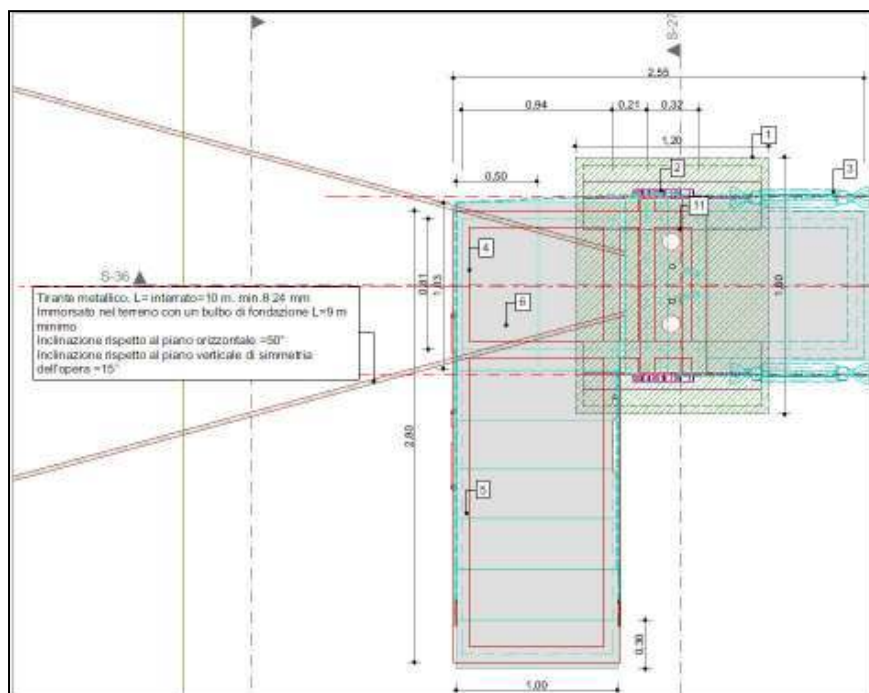 S-27
2,55
0,94
0,21
0,32
1
1,20
2
3
0,50
11
4
S-36
0,81
1,03
1,60
6
Tirante metallico, L= interrato=10 m. min.8 24 mm
Immorsato nel terreno con un bulbo di fondazione L=9 m
minimo
Inclinazione rispetto al piano orizzontale =50°
Inclinazione rispetto al piano verticale di simmetria
dell'opera =15°
2,80
5
0,30
1,00